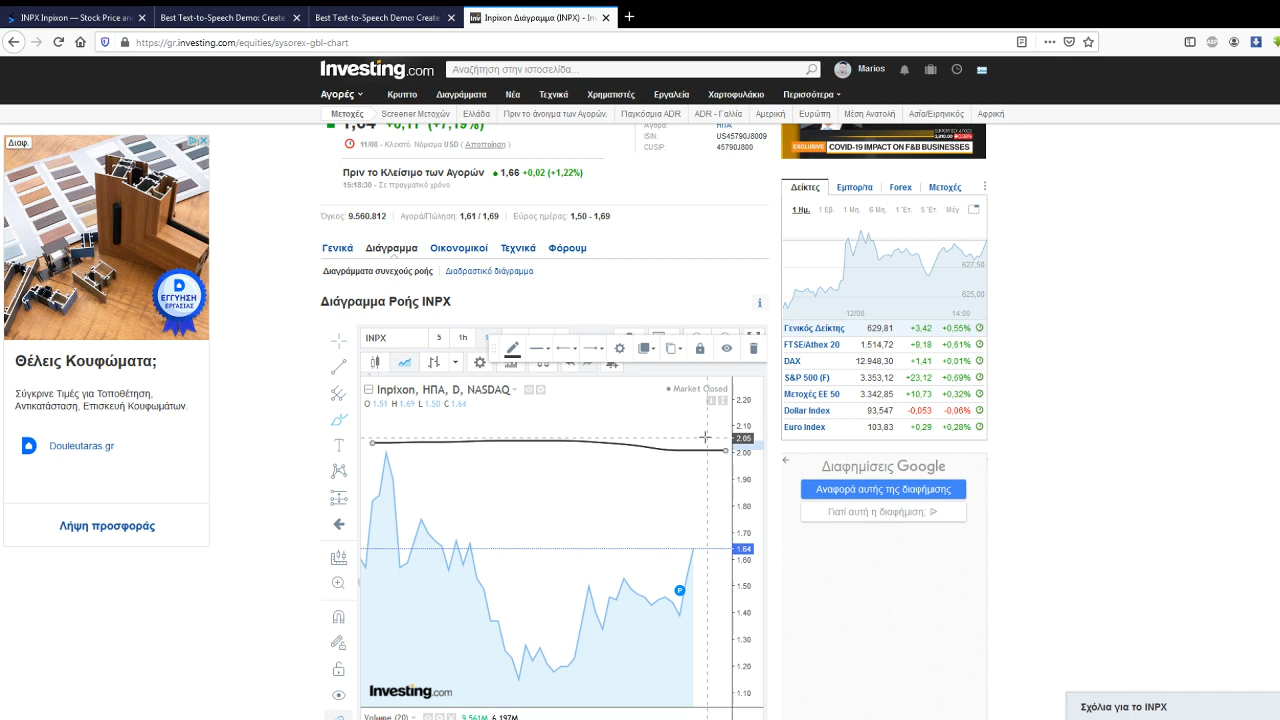 INPX Inpixon — Stock Price and
Best Text-to-Speech Demo: Create
Best Text-to-Speech Demo: Create
Inpixon Διάγραμμα (INPX) - Inv
https://gr.investing.com/equities/sysorex-gbl-chart
Investing.com
Αναζήτηση στην ιστοσελίδα...
Marios
Αγορές
Κρυπτο
Διαγράμματα
Νέα
Τεχνικά
Χρηματιστές
Εργαλεία
Χαρτοφυλάκιο
Περισσότερα
Μετοχές
Screener Μετοχών
Ελλάδα
Πριν το άνοιγμα των Αγορών.
Παγκόσμια ADR
ADR - Γαλλία
Αμερική
Ευρώπη
Μέση Ανατολή
Ασία/Ειρηνικός
Αφρική
Διαφ.
1,64 +0,11 (+7,19%)
11/08 - Κλειστό. Νόμισμα USD ( Αποποίηση )
Αγορά: ΗΠΑ
ISIN: US45790J8009
CUSIP: 45790J800
Πριν το Κλείσιμο των Αγορών 1,66 +0,02 (+1,22%)
15:18:30 - Σε πραγματικό χρόνο
Όγκος: 9.560.812
Αγορά/Πώληση: 1,61 / 1,69
Εύρος ημέρας: 1,50 - 1,69
Γενικά
Διάγραμμα
Οικονομικοί
Τεχνικά
Φόρουμ
Διαγράμματα συνεχούς ροής
Διαδραστικό διάγραμμα
Διάγραμμα Ροής INPX
INPX
5
1h
Inpixon, ΗΠΑ, D, NASDAQ
Market Closed
O 1.51 H 1.69 L 1.50 C 1.64
2.20
2.10
2.05
2.00
1.90
1.80
1.70
1.64
1.60
1.50
1.40
1.30
1.20
1.10
P
Investing.com
Volume (20)
9.561M 6.197M
EXCLUSIVE COVID-19 IMPACT ON F&B BUSINESSES
Δείκτες
Εμπορ/τα
Forex
Μετοχές
1 Ημ.
1 Εβ.
1 Μη.
6 Μη.
1 Έτ.
5 Έτ.
Μέγ
627,50
625,00
12/08
14:00
Γενικός Δείκτης 629,81 +3,42 +0,55%
FTSE/Athex 20 1.514,72 +9,18 +0,61%
DAX 12.948,30 +1,41 +0,01%
S&P 500 (F) 3.353,12 +23,12 +0,69%
Μετοχές ΕΕ 50 3.342,85 +10,73 +0,32%
Dollar Index 93,547 -0,053 -0,06%
Euro Index 103,83 +0,29 +0,28%
Διαφημίσεις Google
Αναφορά αυτής της διαφήμισης
Γιατί αυτή η διαφήμιση;
ΕΓΓΥΗΣΗ
ΕΡΓΑΣΙΑΣ
Θέλεις Κουφώματα;
Σύγκρινε Τιμές για Τοποθέτηση,
Αντικατάσταση, Επισκευή Κουφωμάτων.
Douleutaras.gr
Λήψη προσφοράς
Σχόλια για το INPX